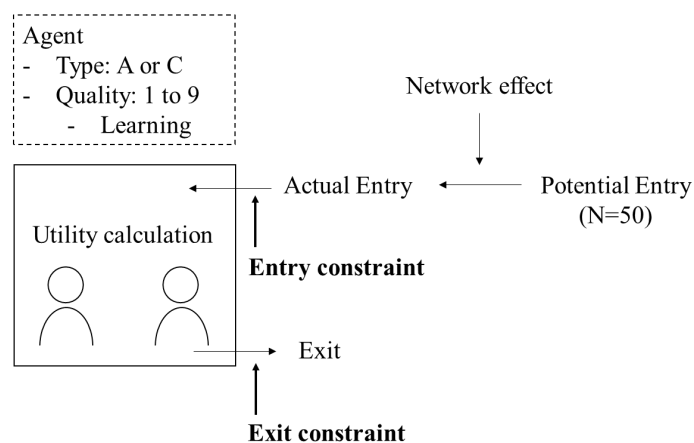 Agent
- Type: A or C
- Quality: 1 to 9
- Learning
Network effect
Actual Entry
Potential Entry
(N=50)
Utility calculation
Entry constraint
Exit
Exit constraint